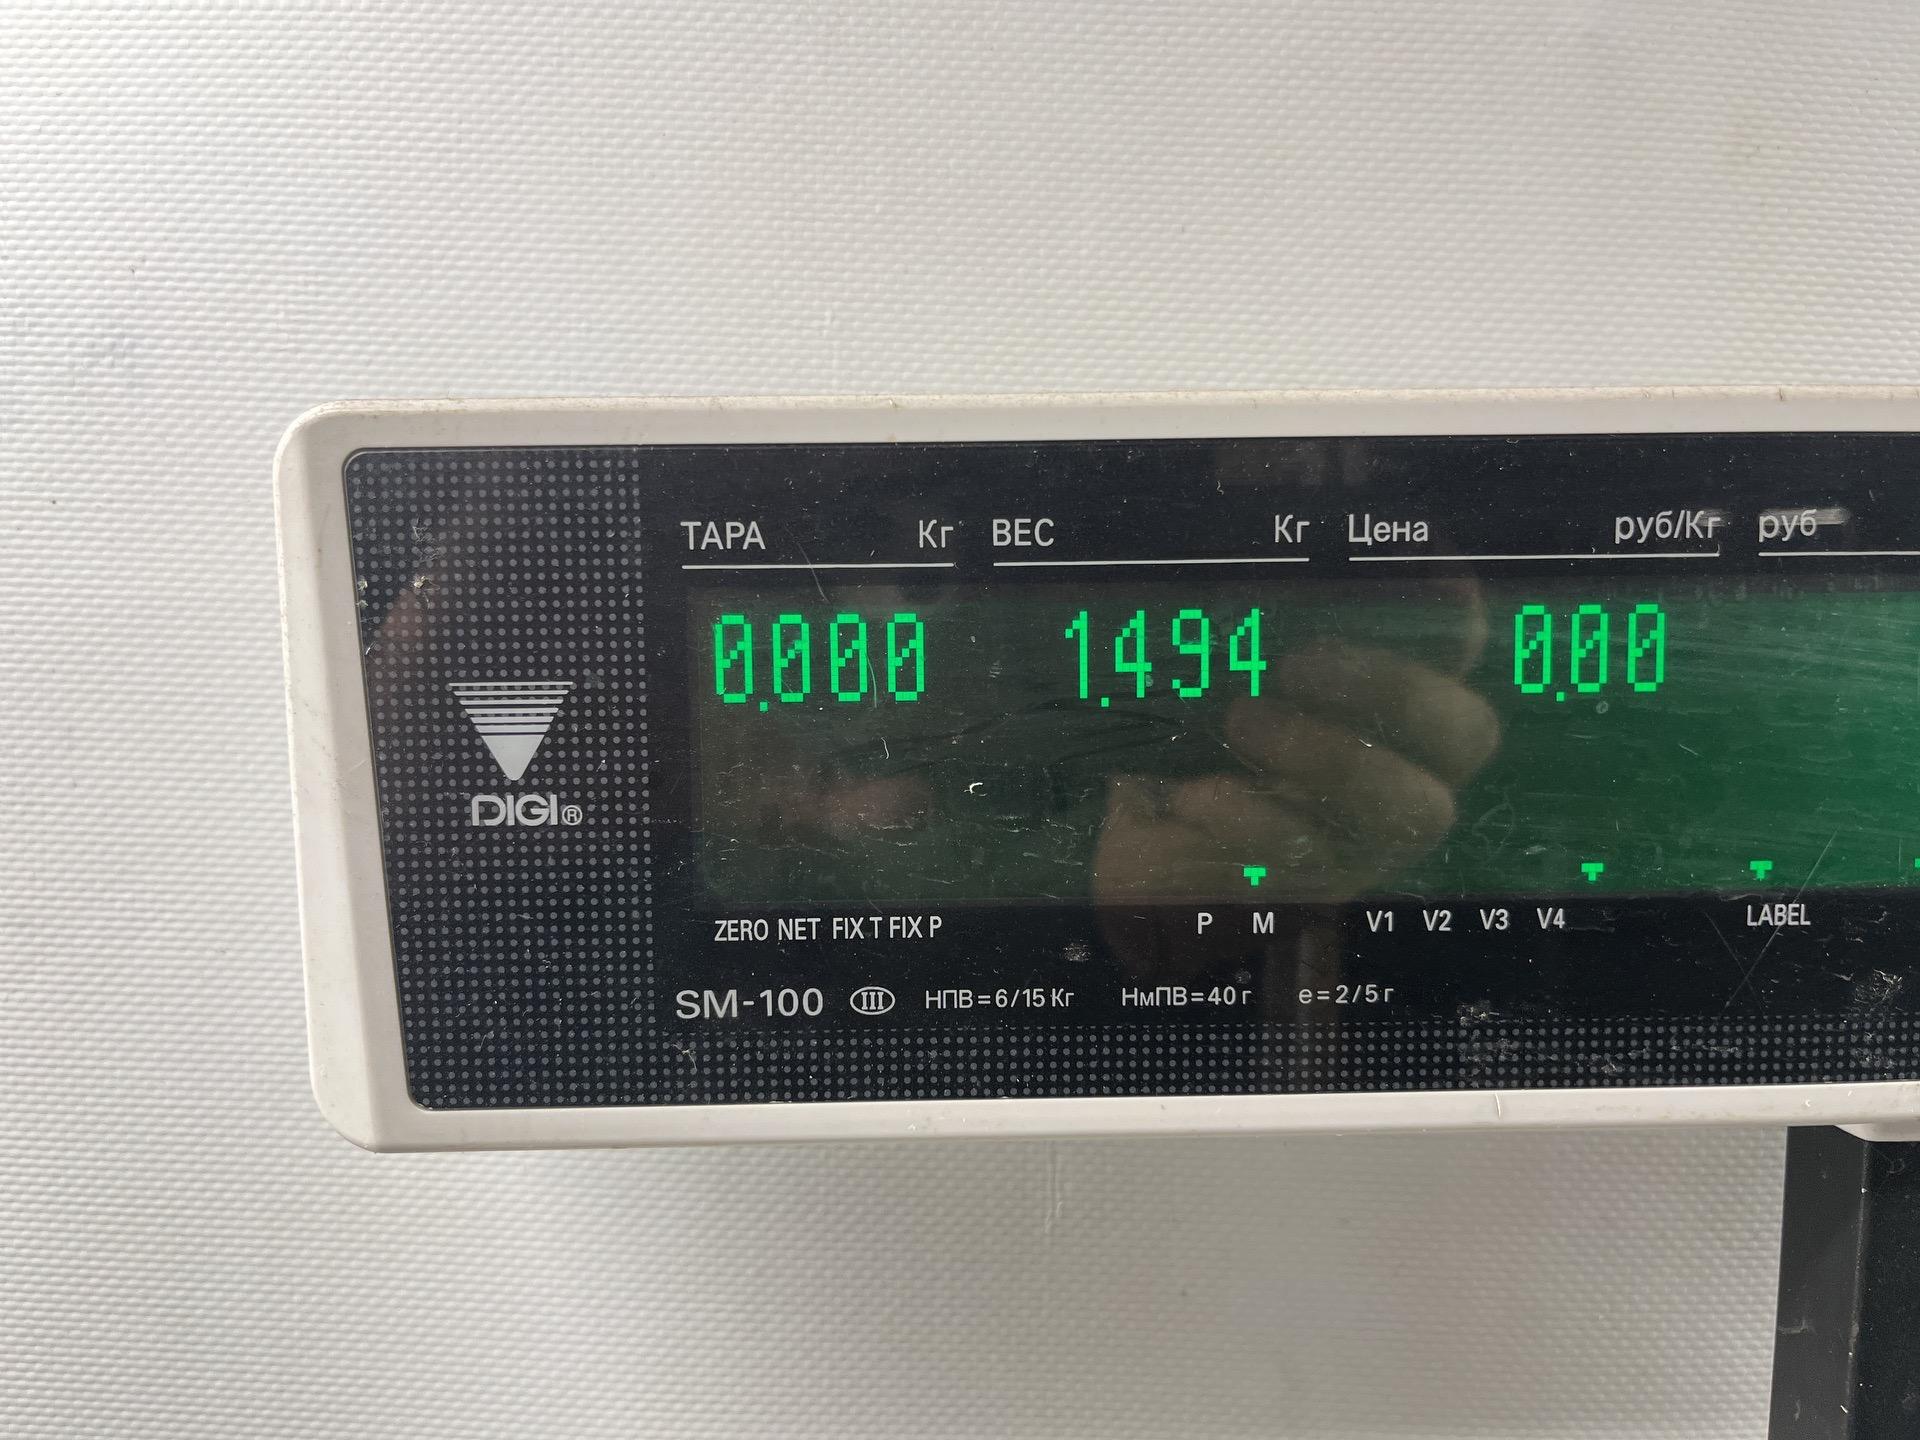 ТАРА Кг ВЕС Кг Цена руб/Кг руб
0.000 1.494 0.00
DIGI®
ZERO NET FIX T FIX P P M V1 V2 V3 V4 LABEL
SM-100 III НПВ=6/15 Кг НмПВ=40 г e=2/5 г